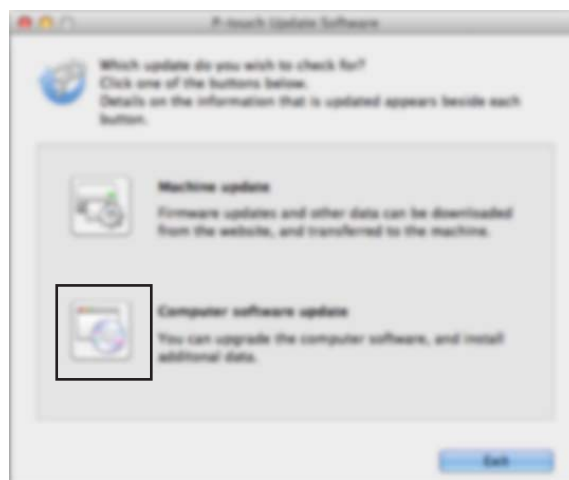 P-touch Update Software
Which update do you wish to check for?
Click one of the buttons below.
Details on the information that is updated appears beside each
button.
Machine update
Firmware updates and other data can be downloaded
from the website, and transferred to the machine.
Computer software update
You can upgrade the computer software, and install
additonal data.
Exit